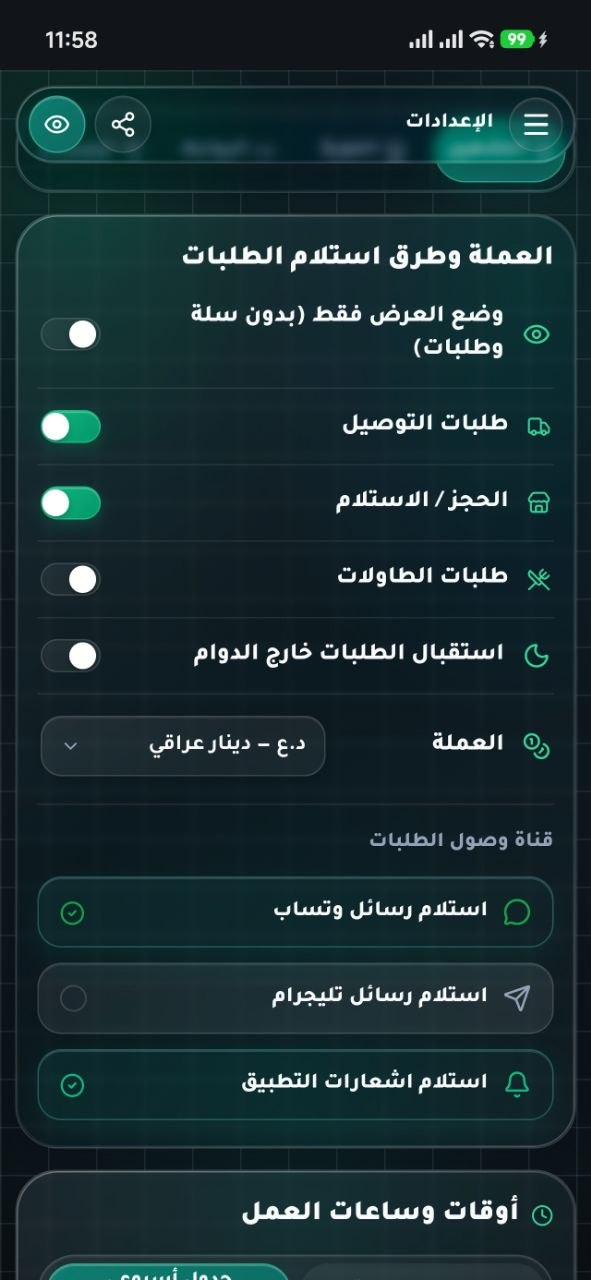 11:58
99
الإعدادات
العملة وطرق استلام الطلبات
وضع العرض فقط (بدون سلة
وطلبات)
طلبات التوصيل
الحجز / الاستلام
طلبات الطاولات
استقبال الطلبات خارج الدوام
العملة
د.ع – دينار عراقي
قناة وصول الطلبات
استلام رسائل وتساب
استلام رسائل تليجرام
استلام اشعارات التطبيق
أوقات وساعات العمل
جدول أسبوعي